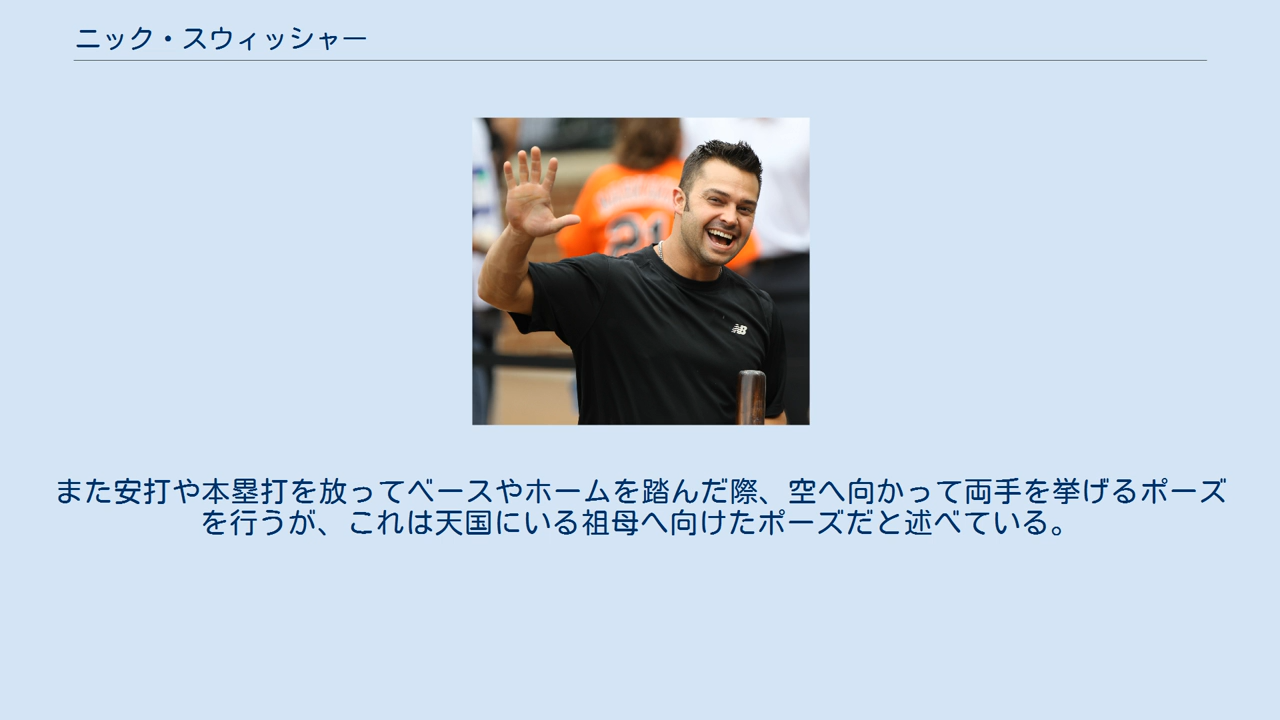 ニック・スウィッシャー
21
NB
また安打や本塁打を放ってベースやホームを踏んだ際、空へ向かって両手を挙げるポーズ
を行うが、これは天国にいる祖母へ向けたポーズだと述べている。